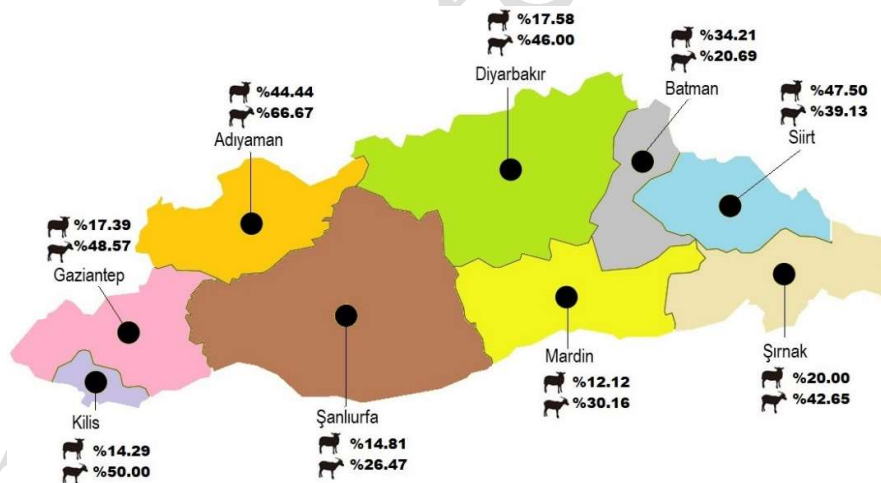 %17.58
%46.00
Diyarbakır
%34.21
%20.69
Batman
%47.50
%39.13
Siirt
%44.44
%66.67
Adıyaman
%17.39
%48.57
Gaziantep
Mardin
%12.12
%30.16
Şırnak
%20.00
%42.65
Kilis
%14.29
%50.00
Şanlıurfa
%14.81
%26.47